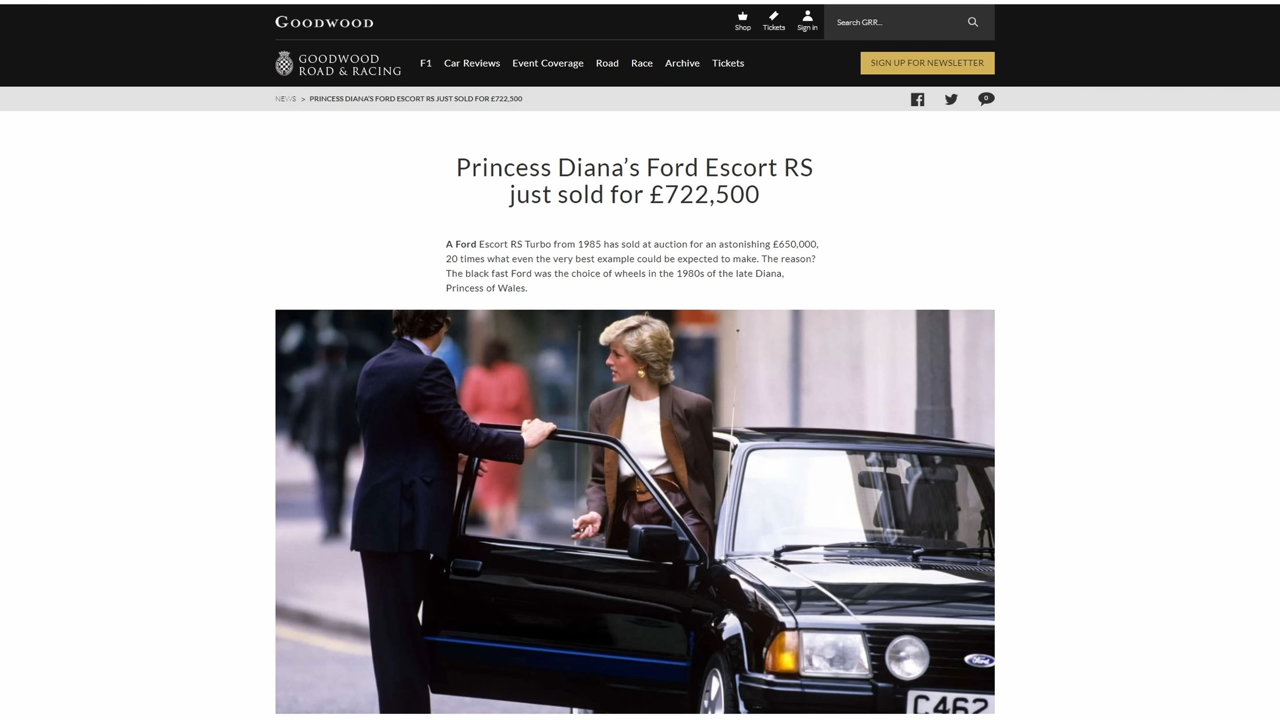 GOODWOOD
Shop
Tickets
Sign in
Search GRR...
GOODWOOD
ROAD & RACING
F1 Car Reviews Event Coverage Road Race Archive Tickets
SIGN UP FOR NEWSLETTER
NEWS > PRINCESS DIANA'S FORD ESCORT RS JUST SOLD FOR £722,500
0
Princess Diana’s Ford Escort RS
just sold for £722,500
A Ford Escort RS Turbo from 1985 has sold at auction for an astonishing £650,000,
20 times what even the very best example could be expected to make. The reason?
The black fast Ford was the choice of wheels in the 1980s of the late Diana,
Princess of Wales.
Ford
C462